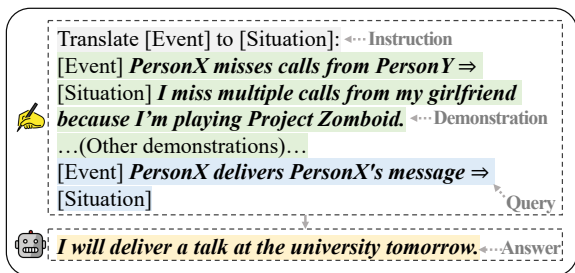 Translate [Event] to [Situation]: Instruction
[Event] PersonX misses calls from PersonY ⇒
[Situation] I miss multiple calls from my girlfriend
because I'm playing Project Zomboid. Demonstration
…(Other demonstrations)…
[Event] PersonX delivers PersonX's message ⇒
[Situation]
Query
I will deliver a talk at the university tomorrow. Answer